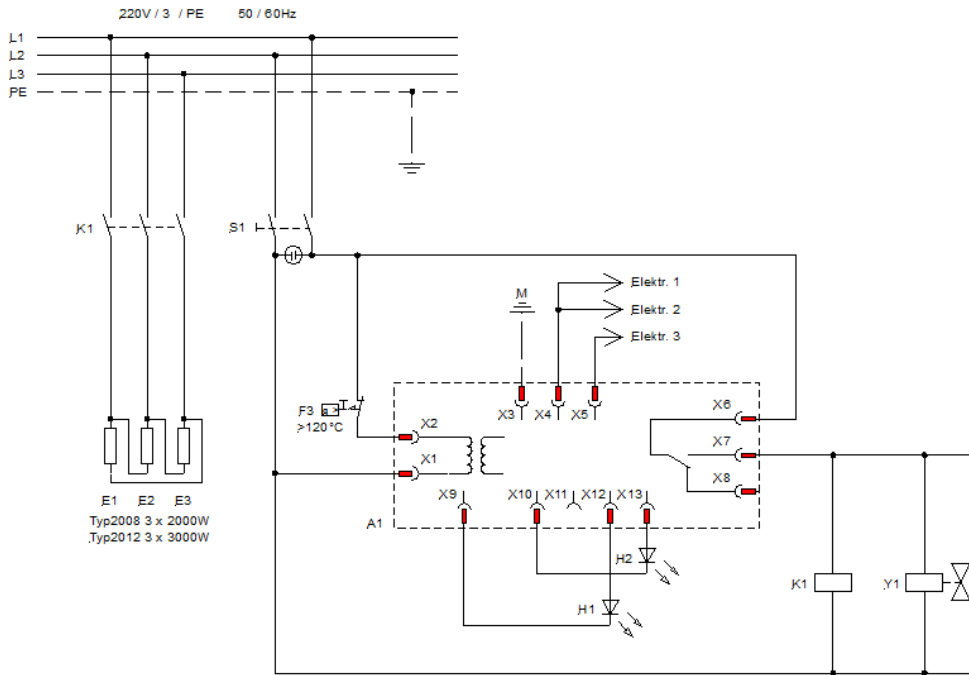 220V / 3 / PE 50 / 60Hz
L1
L2
L3
PE
K1
S1
M
Elektr. 1
Elektr. 2
Elektr. 3
F3
>120°C
X3 X4 X5
X6
X2
X7
X1
X8
X9 X10 X11 X12 X13
A1
E1 E2 E3
Typ2008 3 x 2000W
Typ2012 3 x 3000W
H2
H1
K1
Y1